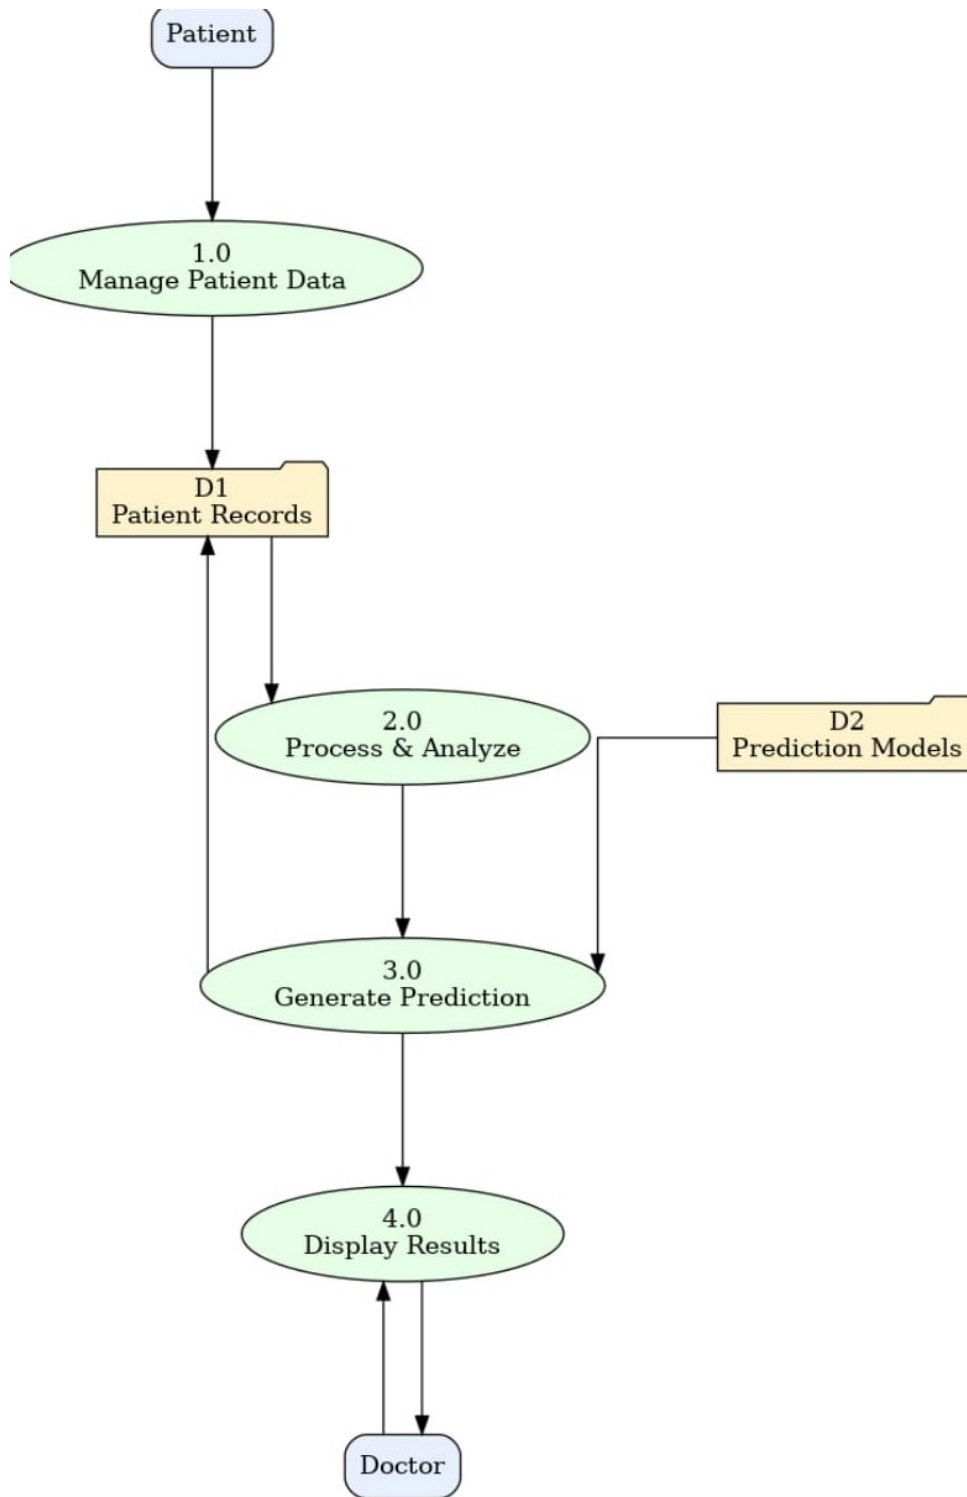 Patient
1.0
Manage Patient Data
D1
Patient Records
2.0
Process & Analyze
D2
Prediction Models
3.0
Generate Prediction
4.0
Display Results
Doctor